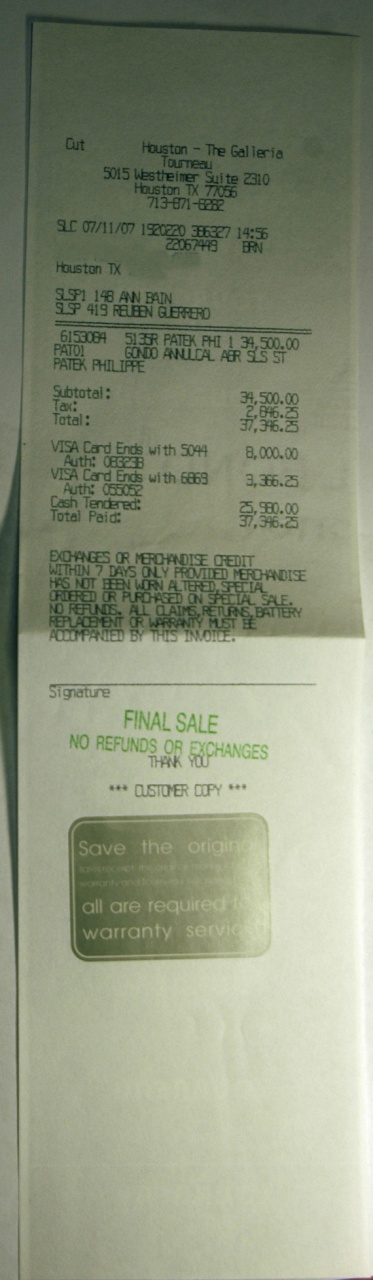 Cut Houston - The Galleria
Tourneau
5015 Westheimer Suite 2310
Houston TX 77056
713-871-8282
SLC 07/11/07 1920220 386327 14:56
22067449 BRN
Houston TX
SLSP1 148 ANN BAIN
SLSP 419 REUBEN GUERRERO
6153084 5135R PATEK PHI 1 34,500.00
PAT01 GONDO ANNULCAL ABR SLS ST
PATEK PHILIPPE
Subtotal: 34,500.00
Tax: 2,846.25
Total: 37,346.25
VISA Card Ends with 5044 8,000.00
Auth: 083238
VISA Card Ends with 6869 3,366.25
Auth: 055052
Cash Tendered: 25,980.00
Total Paid: 37,346.25
EXCHANGES OR MERCHANDISE CREDIT
WITHIN 7 DAYS ONLY PROVIDED MERCHANDISE
HAS NOT BEEN WORN ALTERED, SPECIAL
ORDERED OR PURCHASED ON SPECIAL SALE.
NO REFUNDS. ALL CLAIMS, RETURNS, BATTERY
REPLACEMENT OR WARRANTY MUST BE
ACCOMPANIED BY THIS INVOICE.
Signature
FINAL SALE
NO REFUNDS OR EXCHANGES
THANK YOU
*** CUSTOMER COPY ***
Save the original
all are required
warranty service